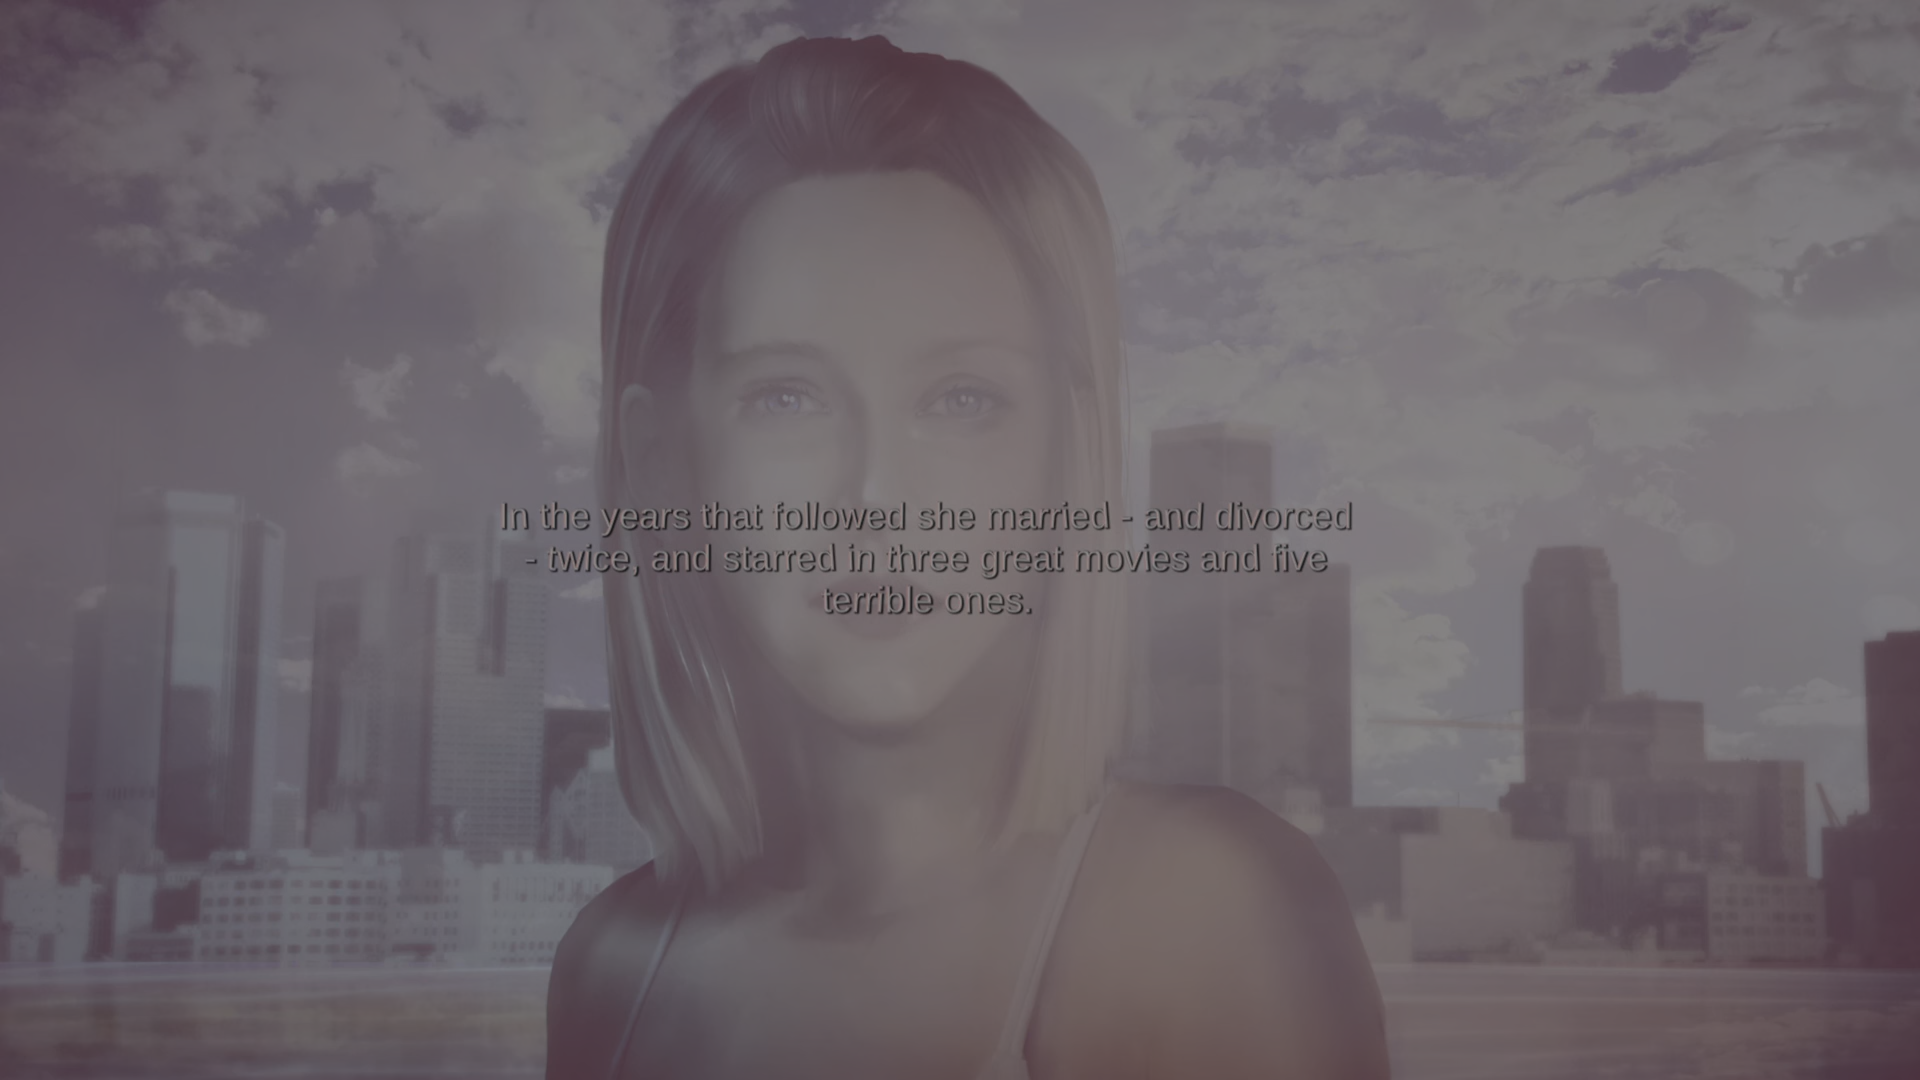 In the years that followed she married - and divorced
- twice, and starred in three great movies and five
terrible ones.